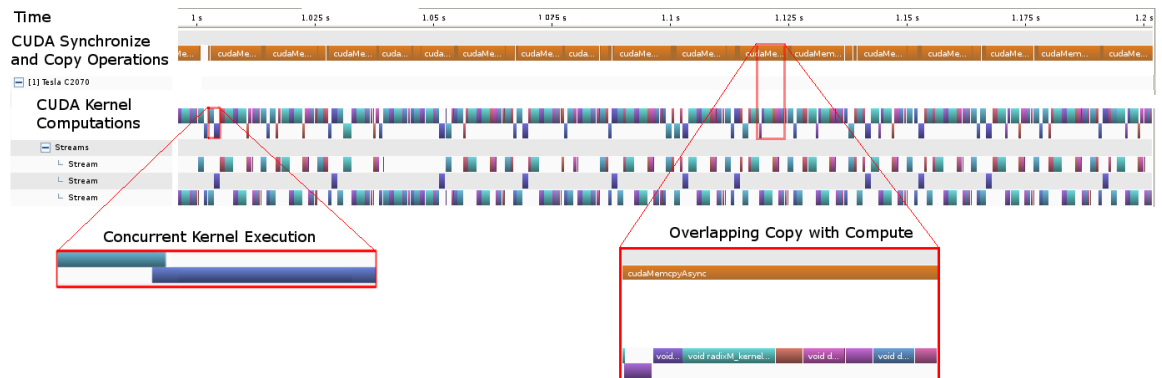 Time
1 s 1.025 s 1.05 s 1.075 s 1.1 s 1.125 s 1.15 s 1.175 s 1.2 s
CUDA Synchronize
and Copy Operations
e... cudaMe... cudaMe... cudaMe... cuda... cuda... cudaMe... cudaMe... cuda... cudaMe... cudaMe... cudaMe... cudaMem... cudaMe... cudaMe... cudaMe... cudaMem... cudaMe...
[1] Tesla C2070
CUDA Kernel
Computations
Streams
Stream
Stream
Stream
Concurrent Kernel Execution
Overlapping Copy with Compute
cudaMemcpyAsync
void... void radixM_kernel... void d... void d...